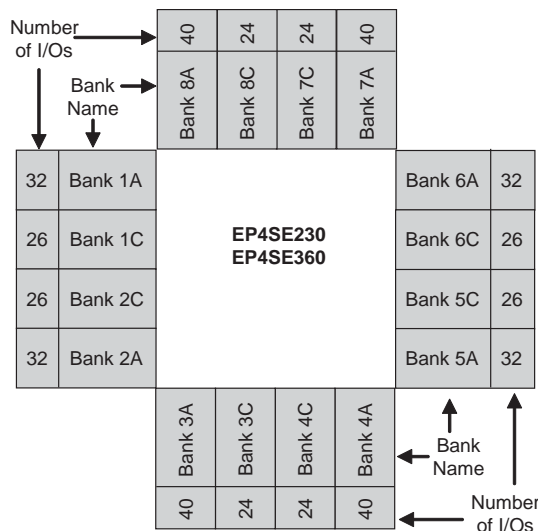 Number
of I/Os
40
24
24
40
Bank
Name
Bank 8A
Bank 8C
Bank 7C
Bank 7A
32
Bank 1A
26
Bank 1C
26
Bank 2C
32
Bank 2A
EP4SE230
EP4SE360
Bank 6A
32
Bank 6C
26
Bank 5C
26
Bank 5A
32
Bank 3A
Bank 3C
Bank 4C
Bank 4A
Bank
Name
40
24
24
40
Number
of I/Os